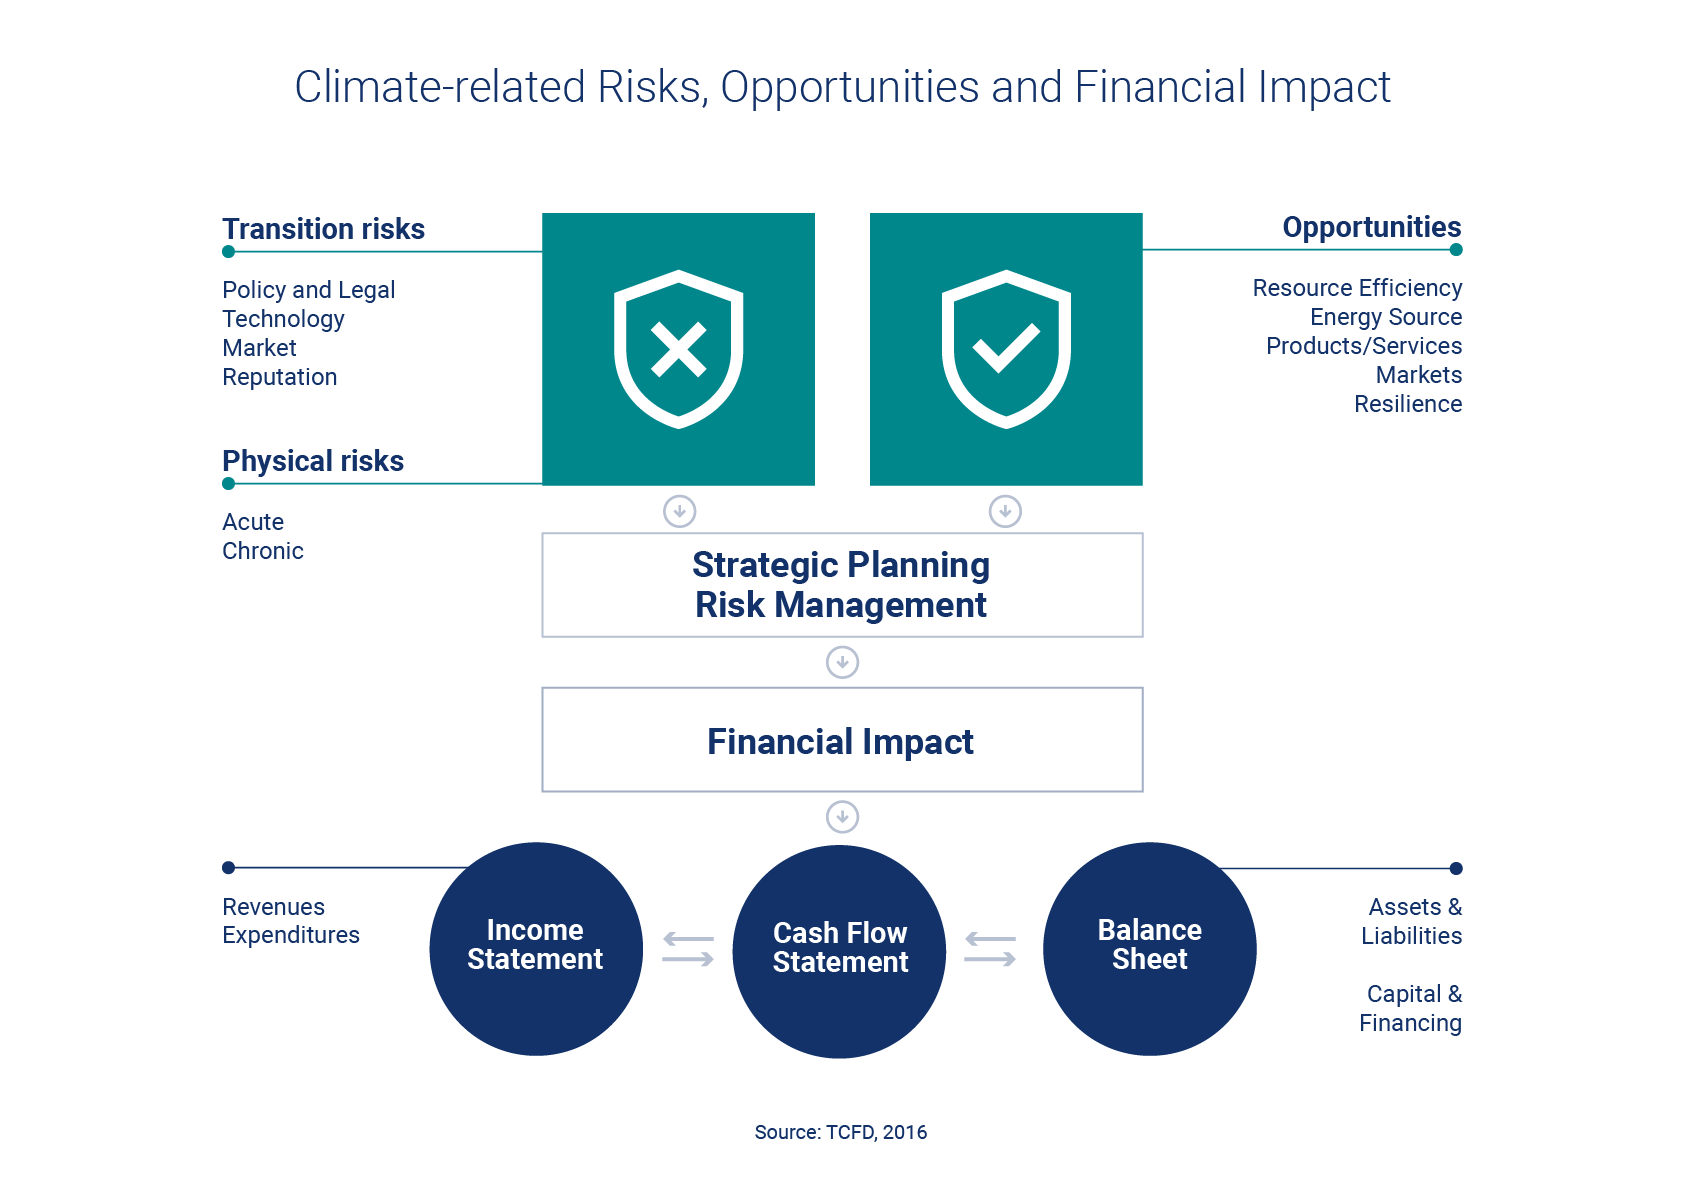 Climate-related Risks, Opportunities and Financial Impact
Transition risks
Policy and Legal
Technology
Market
Reputation
Physical risks
Acute
Chronic
Opportunities
Resource Efficiency
Energy Source
Products/Services
Markets
Resilience
Strategic Planning
Risk Management
Financial Impact
Revenues
Expenditures
Income
Statement
Cash Flow
Statement
Balance
Sheet
Assets &
Liabilities
Capital &
Financing
Source: TCFD, 2016